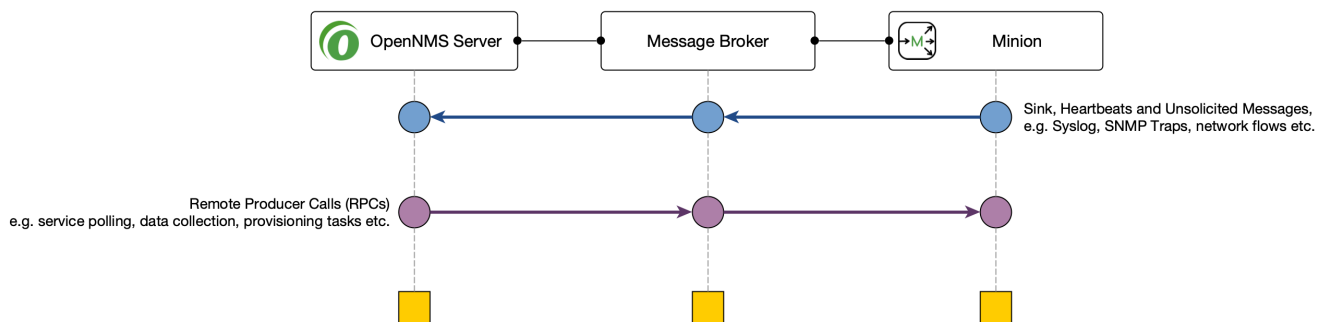 OpenNMS Server
Message Broker
M
Minion
Sink, Heartbeats and Unsolicited Messages,
e.g. Syslog, SNMP Traps, network flows etc.
Remote Producer Calls (RPCs)
e.g. service polling, data collection, provisioning tasks etc.